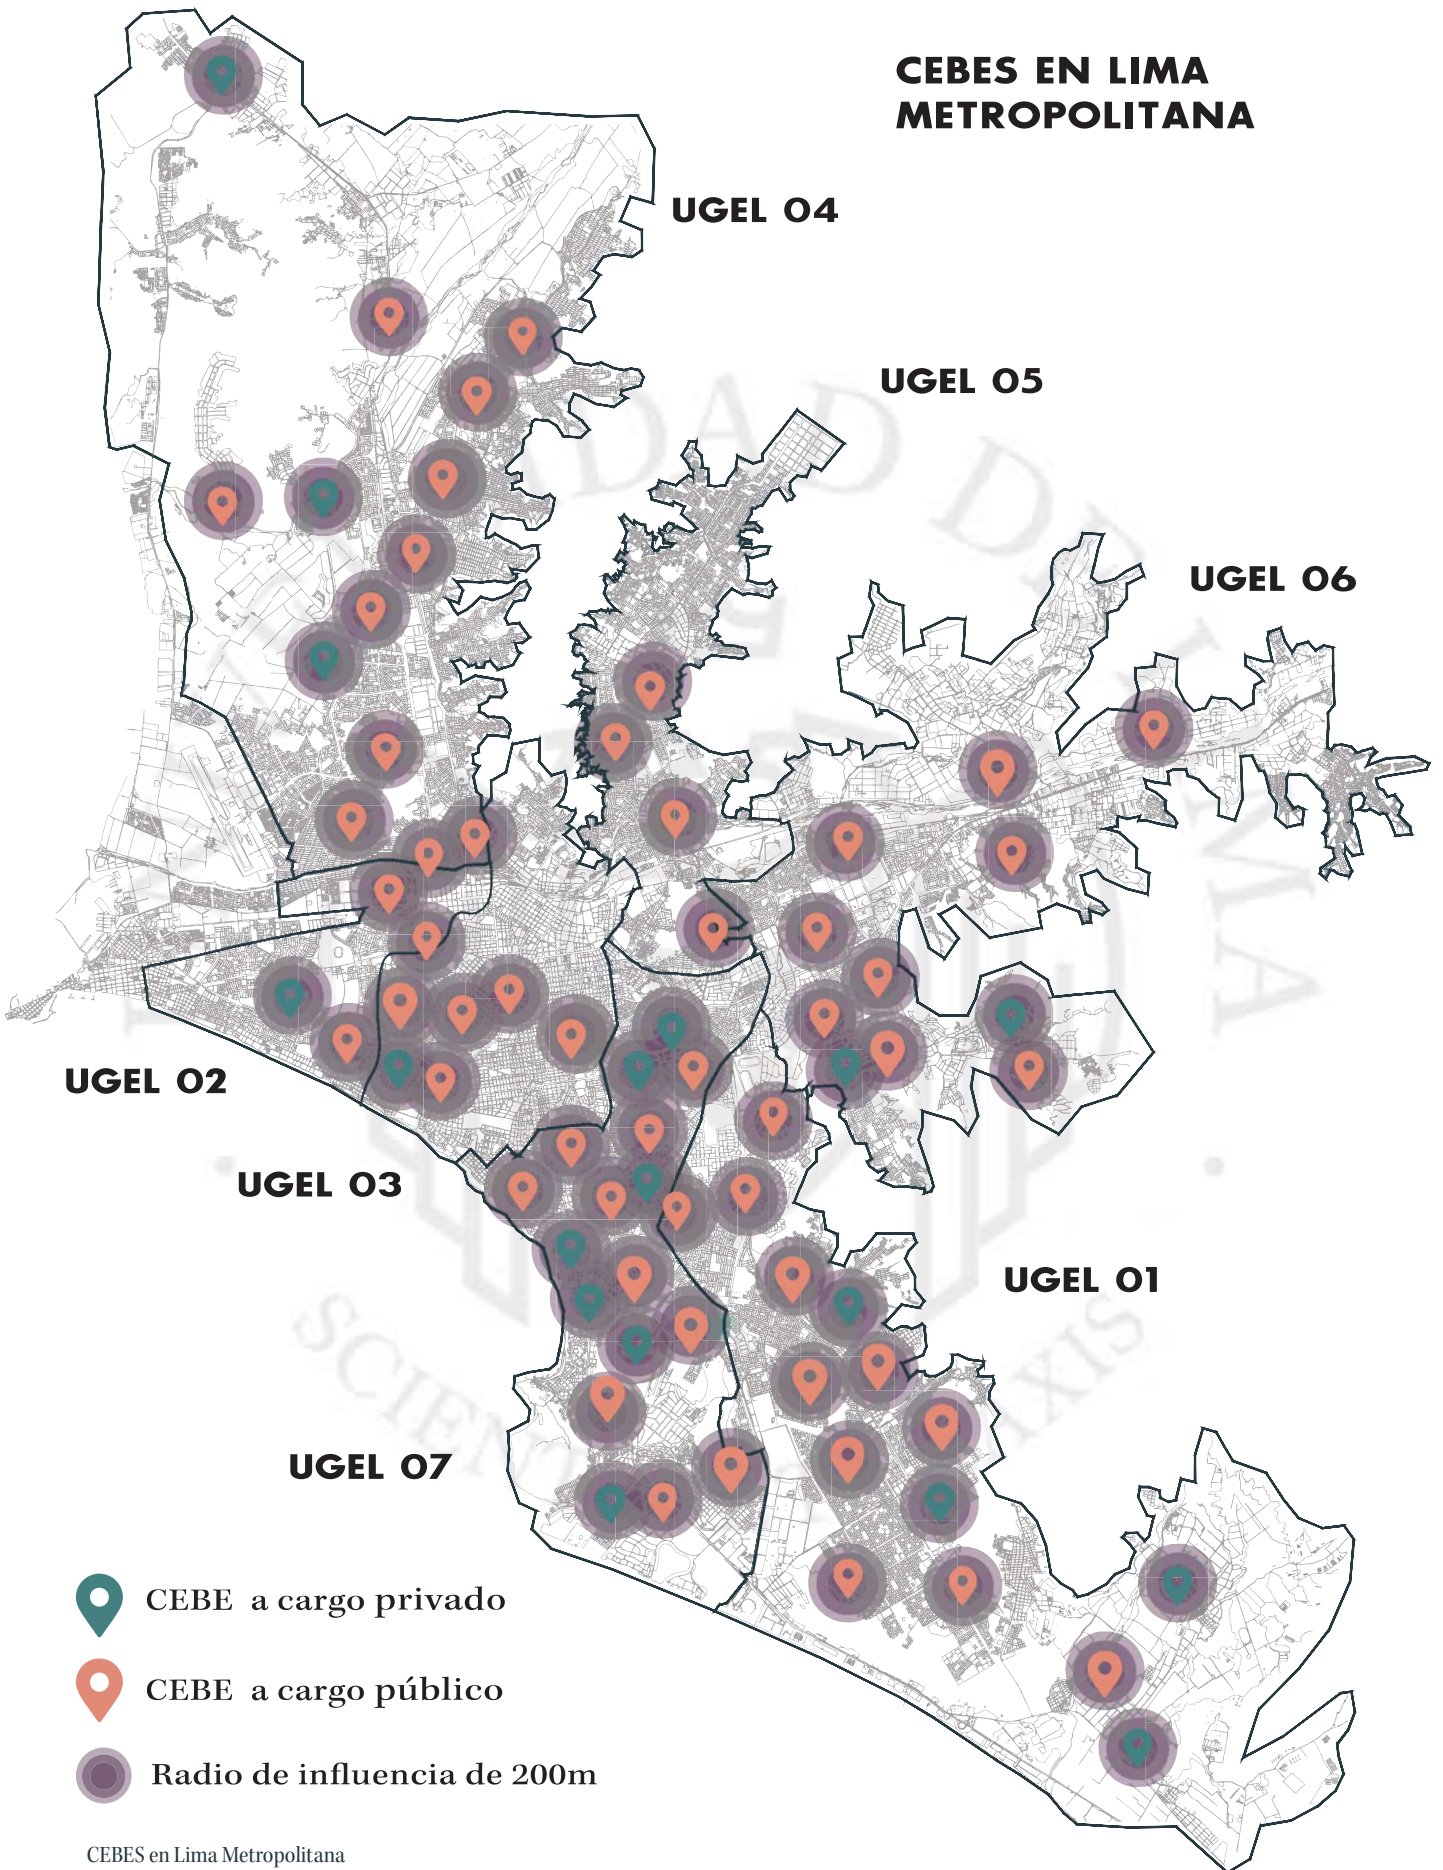 CEBES EN LIMA
METROPOLITANA
UGEL 04
UGEL 05
UGEL 06
UGEL 02
UGEL 03
UGEL 01
UGEL 07
CEBE a cargo privado
CEBE a cargo público
Radio de influencia de 200m
CEBES en Lima Metropolitana